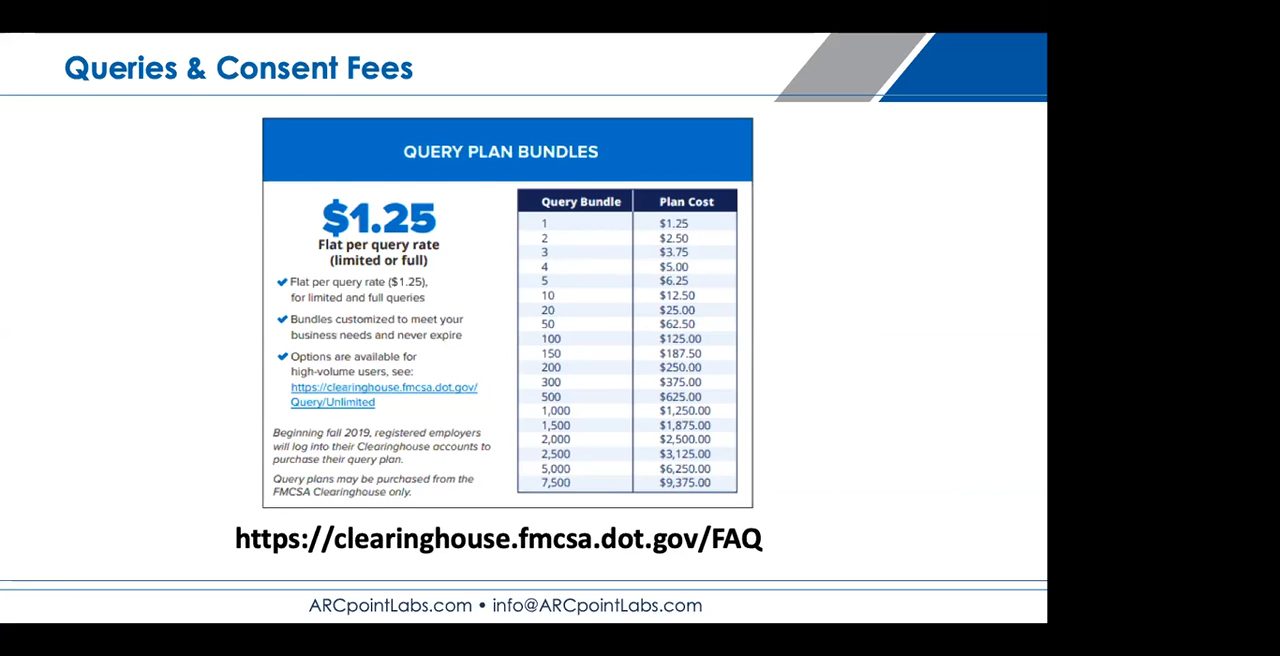 Queries & Consent Fees
QUERY PLAN BUNDLES
$1.25
Flat per query rate
(limited or full)
✔ Flat per query rate ($1.25),
for limited and full queries
✔ Bundles customized to meet your
business needs and never expire
✔ Options are available for
high-volume users, see:
https://clearinghouse.fmcsa.dot.gov/
Query/Unlimited
Beginning fall 2019, registered employers
will log into their Clearinghouse accounts to
purchase their query plan.
Query plans may be purchased from the
FMCSA Clearinghouse only.
Query Bundle Plan Cost
1 $1.25
2 $2.50
3 $3.75
4 $5.00
5 $6.25
10 $12.50
20 $25.00
50 $62.50
100 $125.00
150 $187.50
200 $250.00
300 $375.00
500 $625.00
1,000 $1,250.00
1,500 $1,875.00
2,000 $2,500.00
2,500 $3,125.00
5,000 $6,250.00
7,500 $9,375.00
https://clearinghouse.fmcsa.dot.gov/FAQ
ARCpointLabs.com • info@ARCpointLabs.com